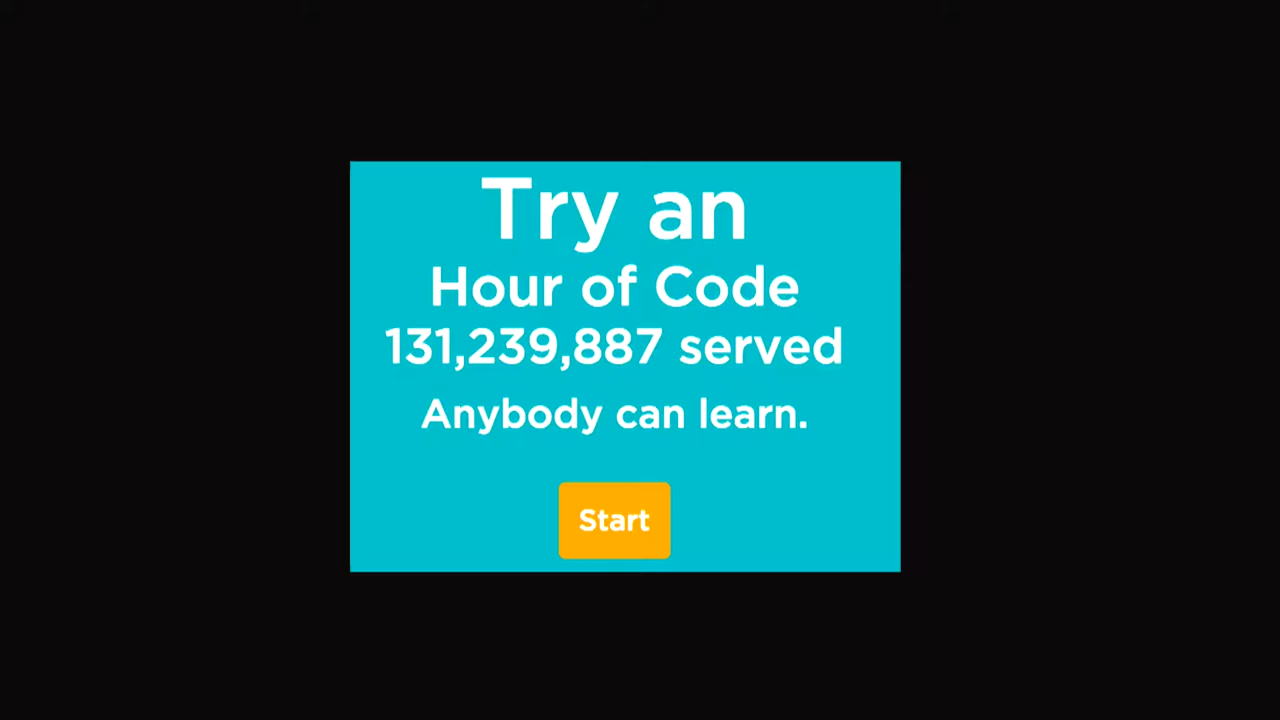 Try an
Hour of Code
131,239,887 served
Anybody can learn.
Start